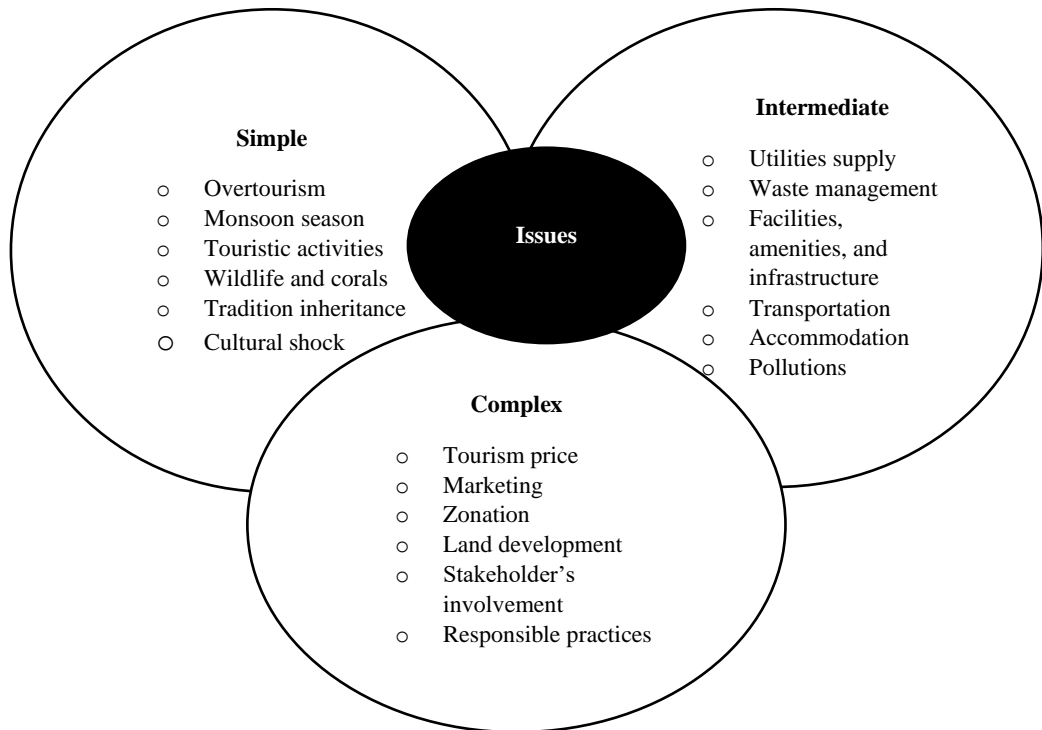 Simple
○ Overtourism
○ Monsoon season
○ Touristic activities
○ Wildlife and corals
○ Tradition inheritance
○ Cultural shock
Issues
Intermediate
○ Utilities supply
○ Waste management
○ Facilities,
amenities, and
infrastructure
○ Transportation
○ Accommodation
○ Pollutions
Complex
○ Tourism price
○ Marketing
○ Zonation
○ Land development
○ Stakeholder’s
involvement
○ Responsible practices